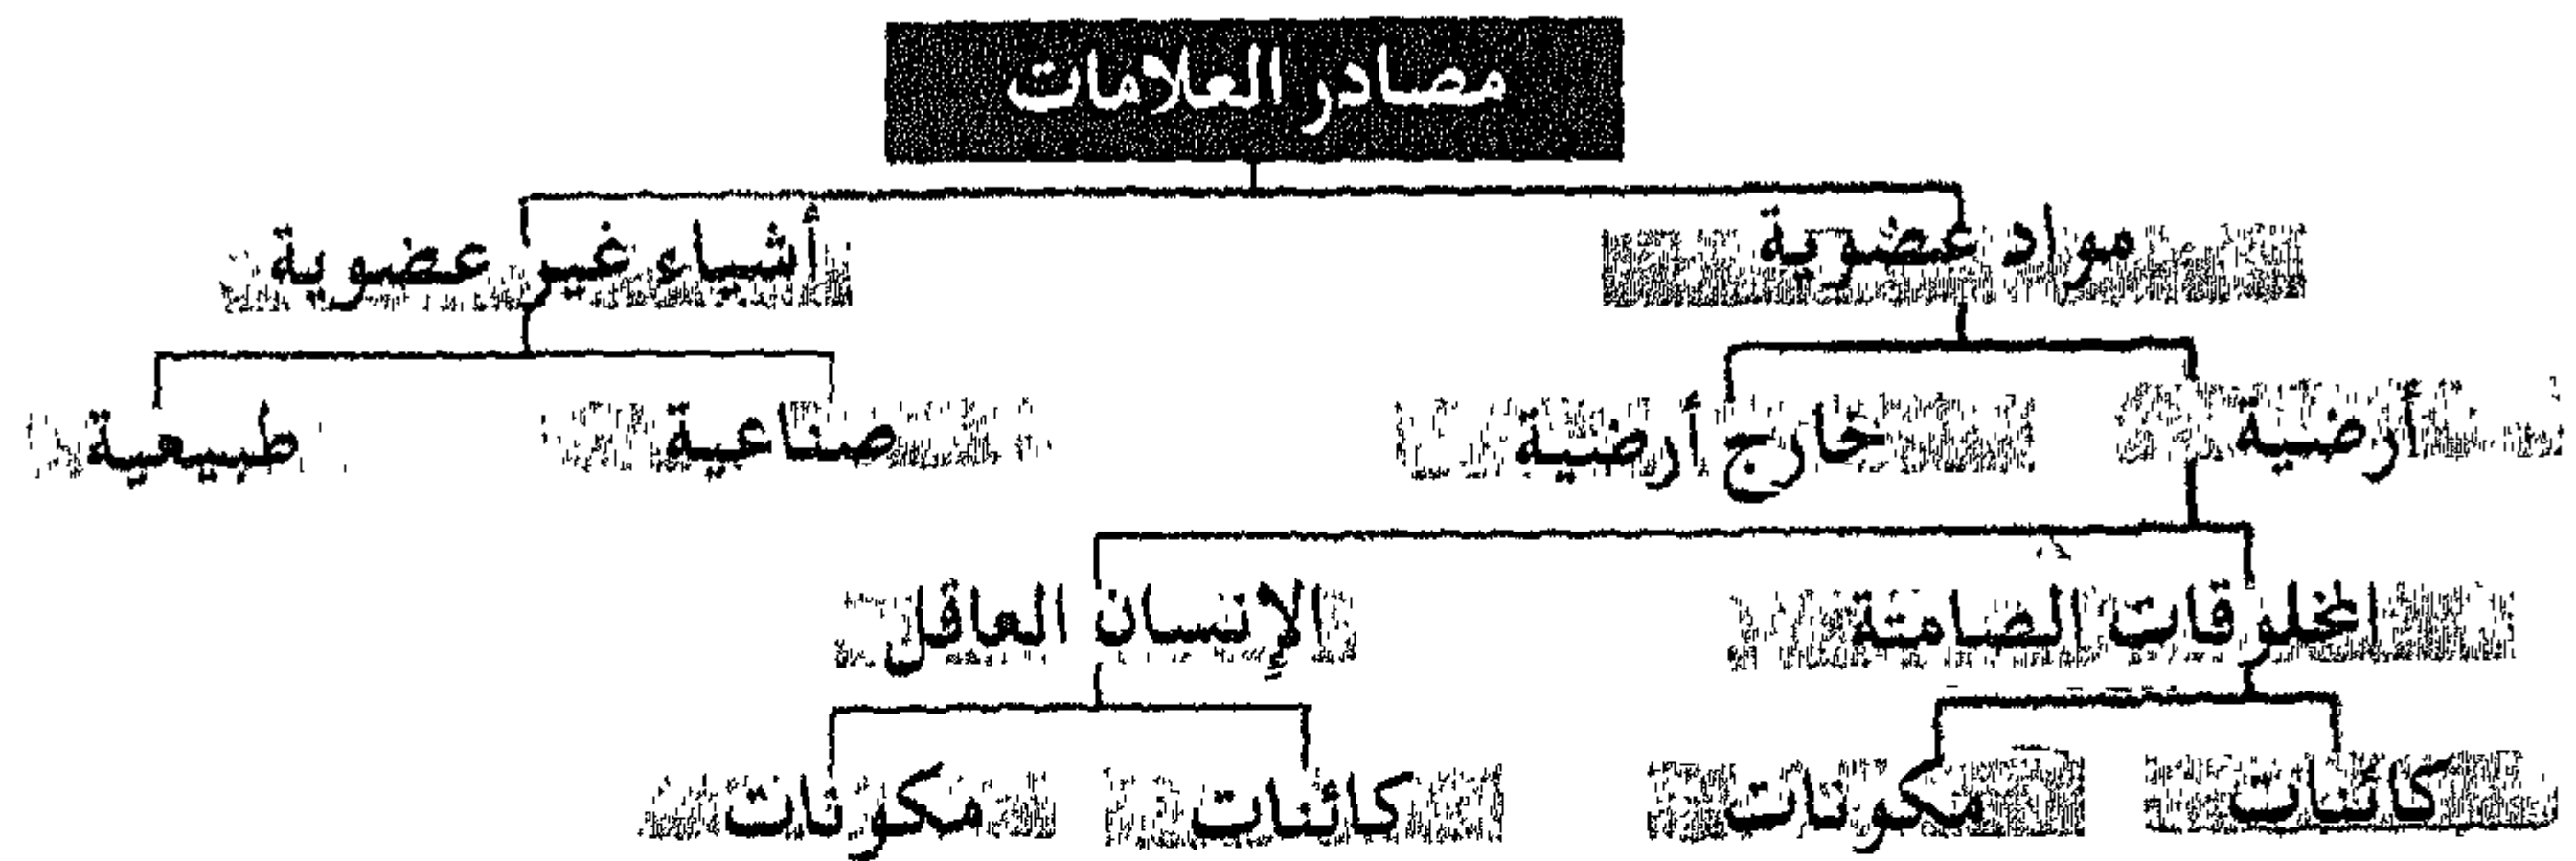 مصادر العلامات
مواد عضوية
أشياء غير عضوية
أرضية
خارج أرضية
صناعية
طبيعية
المخلوقات الصامتة
الإنسان العاقل
كائنات
مكونات
كائنات
مكونات